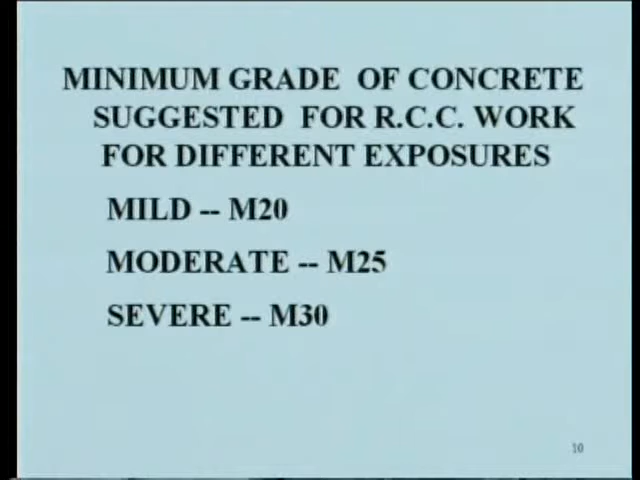 MINIMUM GRADE OF CONCRETE
SUGGESTED FOR R.C.C. WORK
FOR DIFFERENT EXPOSURES
MILD -- M20
MODERATE -- M25
SEVERE -- M30
10